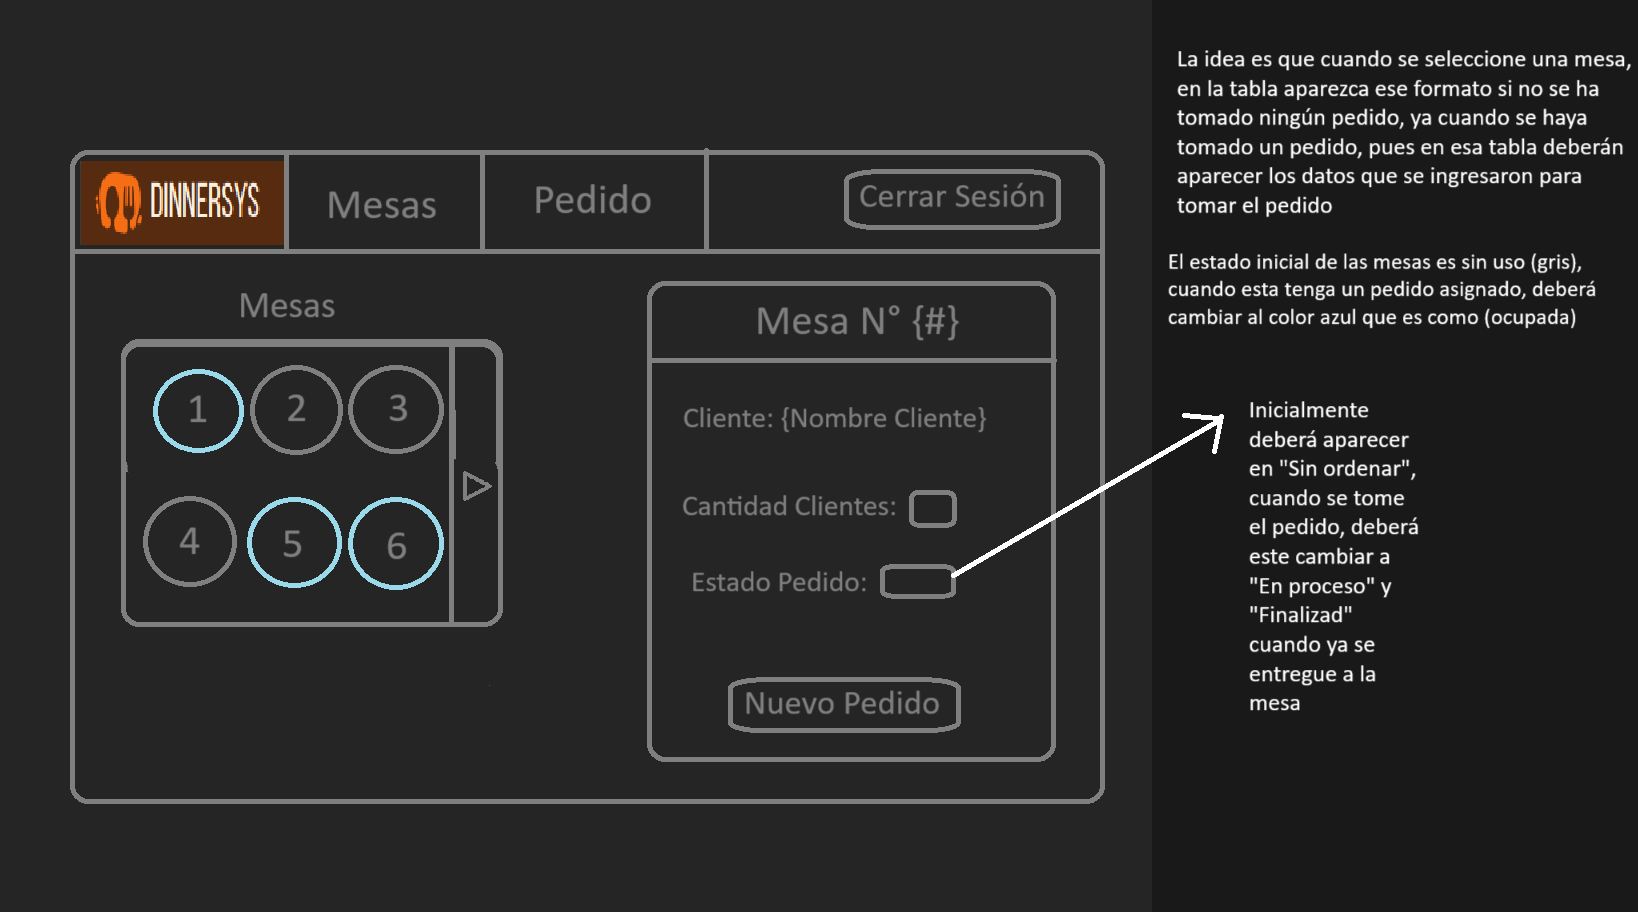 DINNERSYS
Mesas
Pedido
Cerrar Sesión
Mesas
1 2 3
4 5 6
Mesa N° {#}
Cliente: {Nombre Cliente}
Cantidad Clientes:
Estado Pedido:
Nuevo Pedido
La idea es que cuando se seleccione una mesa,
en la tabla aparezca ese formato si no se ha
tomado ningún pedido, ya cuando se haya
tomado un pedido, pues en esa tabla deberán
aparecer los datos que se ingresaron para
tomar el pedido
El estado inicial de las mesas es sin uso (gris),
cuando esta tenga un pedido asignado, deberá
cambiar al color azul que es como (ocupada)
Inicialmente
deberá aparecer
en "Sin ordenar",
cuando se tome
el pedido, deberá
este cambiar a
"En proceso" y
"Finalizad"
cuando ya se
entregue a la
mesa